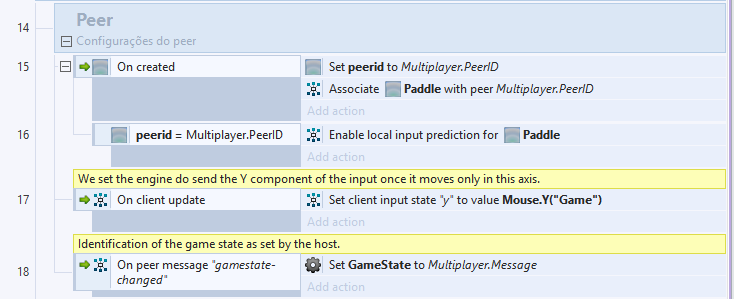 Peer
14
Configurações do peer
15
On created
Set peerid to Multiplayer.PeerID
Associate Paddle with peer Multiplayer.PeerID
Add action
16
peerid = Multiplayer.PeerID
Enable local input prediction for Paddle
Add action
We set the engine do send the Y component of the input once it moves only in this axis.
17
On client update
Set client input state "y" to value Mouse.Y("Game")
Add action
Identification of the game state as set by the host.
18
On peer message "gamestate-
changed"
Set GameState to Multiplayer.Message
Add action